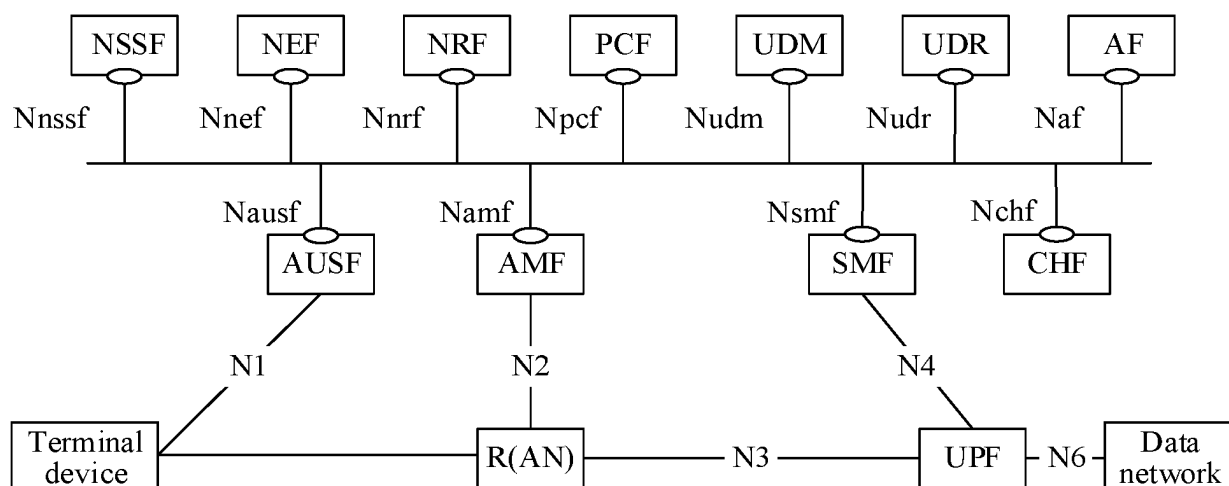 NSSF NEF NRF PCF UDM UDR AF
Nnssf Nnef Nnrf Npcf Nudm Nudr Naf
Nausf Namf Nsmf Nchf
AUSF AMF SMF CHF
N1 N2 N4
Terminal device R(AN) N3 UPF N6 Data network